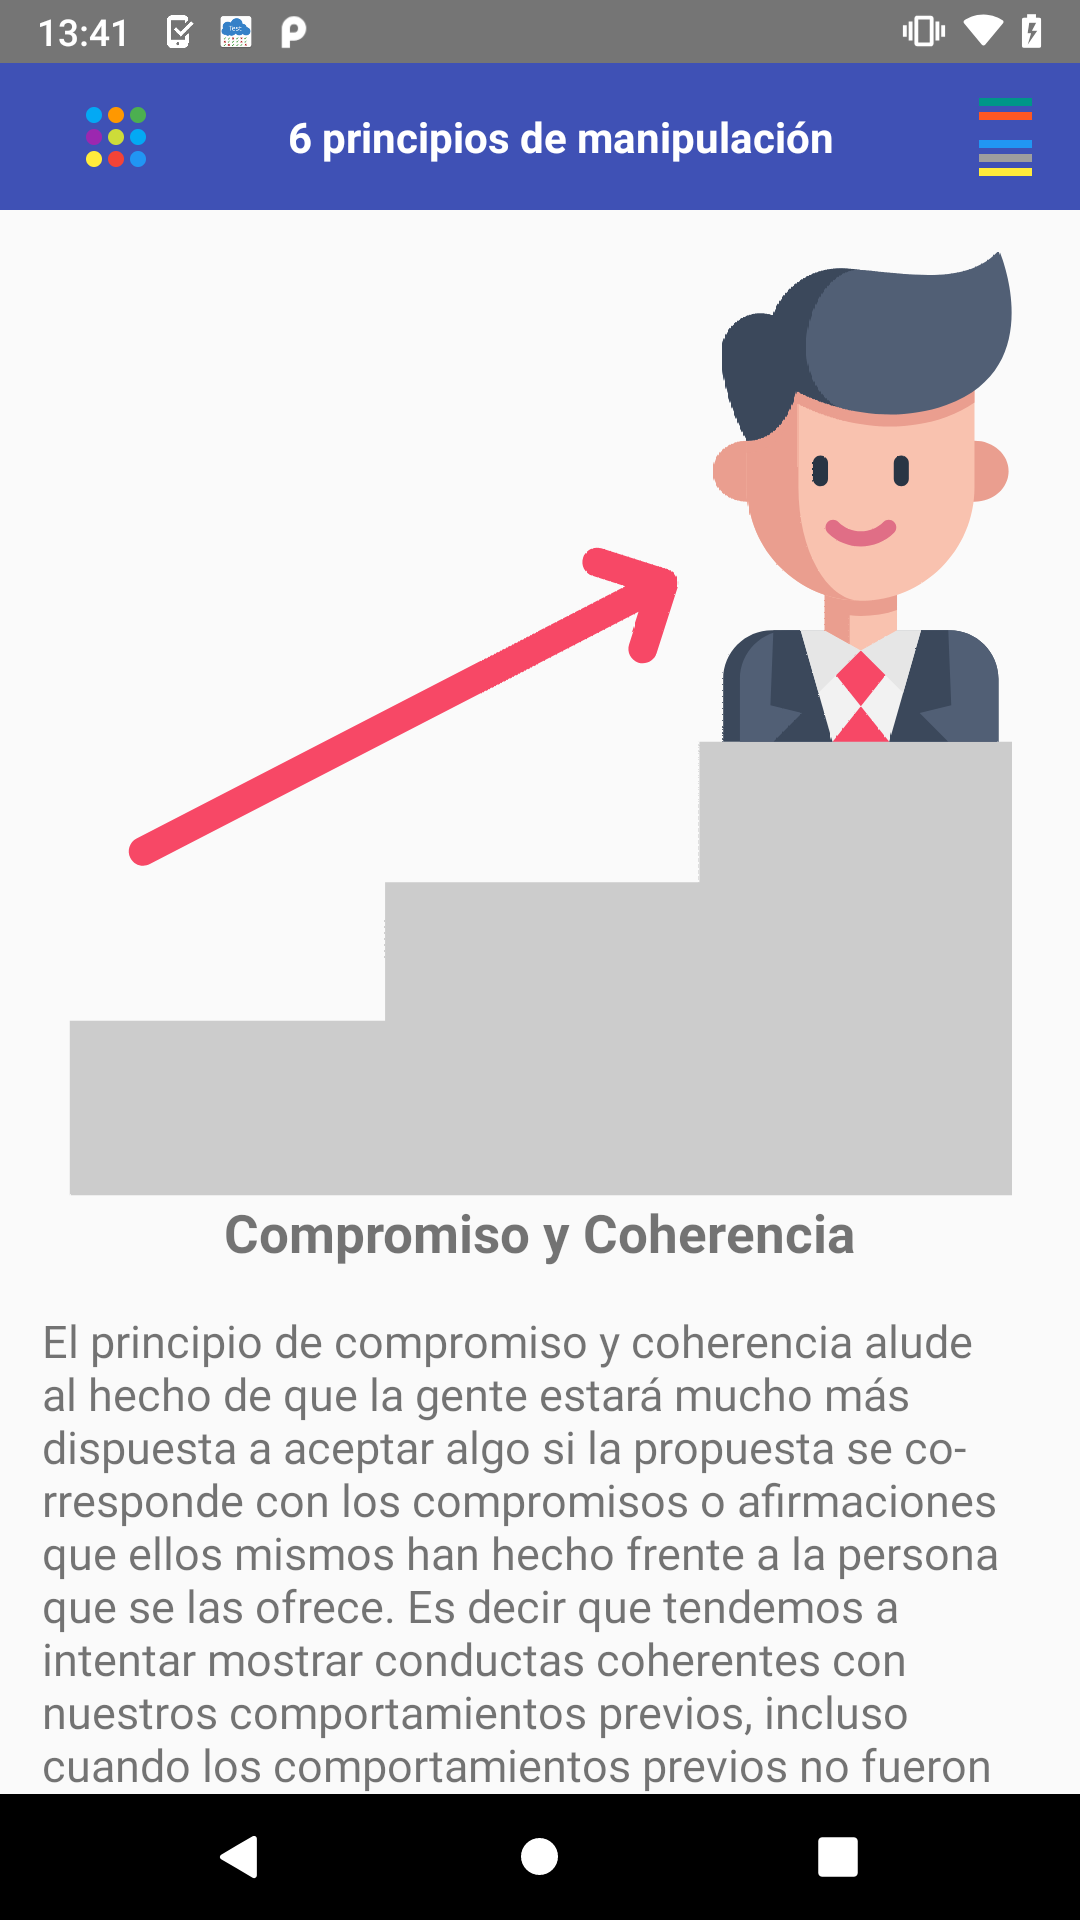 13:41
6 principios de manipulación
Compromiso y Coherencia
El principio de compromiso y coherencia alude
al hecho de que la gente estará mucho más
dispuesta a aceptar algo si la propuesta se co-
rresponde con los compromisos o afirmaciones
que ellos mismos han hecho frente a la persona
que se las ofrece. Es decir que tendemos a
intentar mostrar conductas coherentes con
nuestros comportamientos previos, incluso
cuando los comportamientos previos no fueron